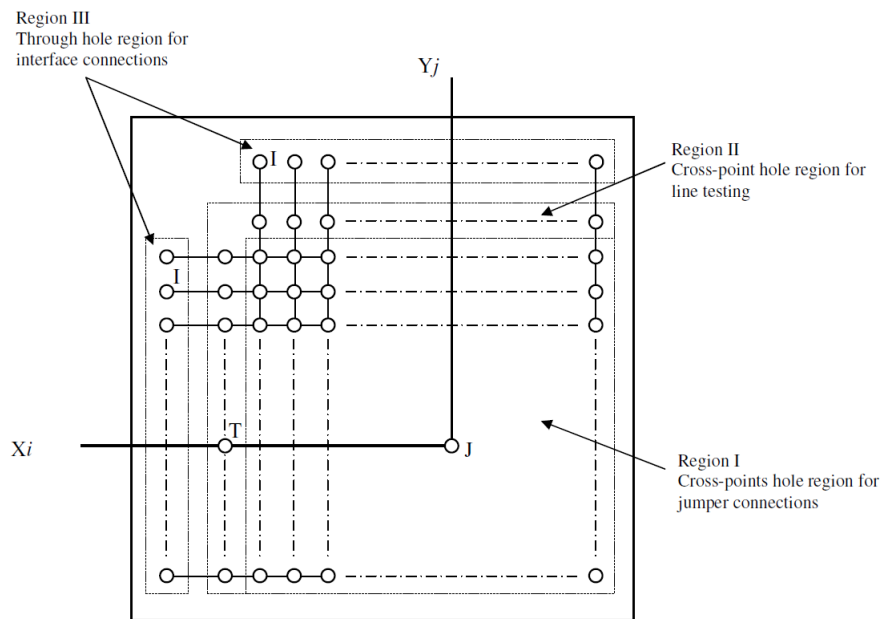 Region III
Through hole region for
interface connections
Yj
I
Region II
Cross-point hole region for
line testing
I
T
Xi
J
Region I
Cross-points hole region for
jumper connections